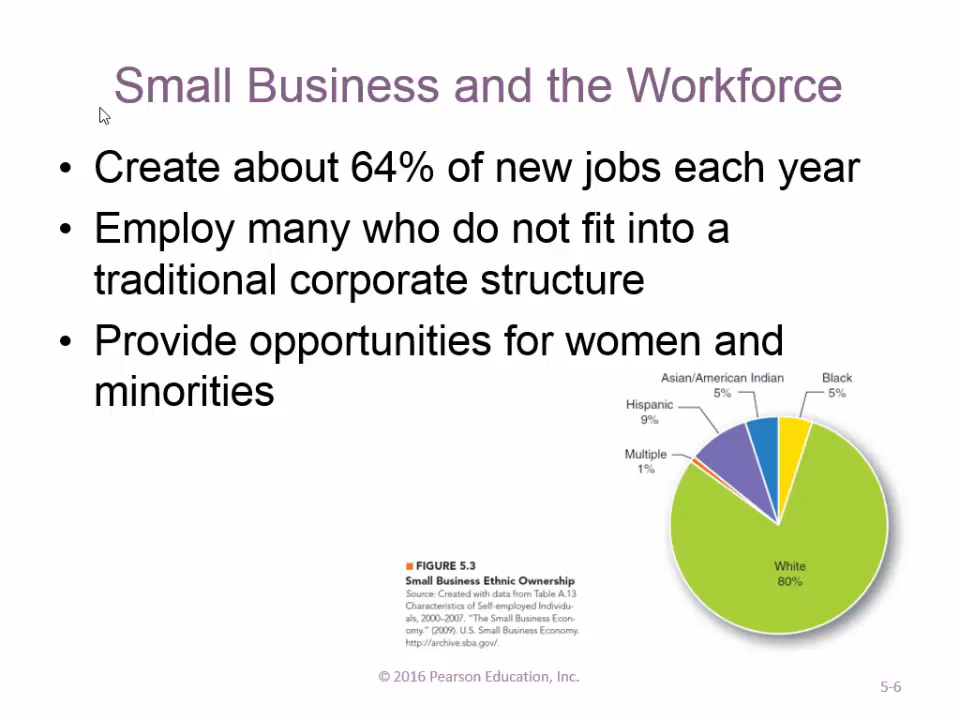 Small Business and the Workforce
• Create about 64% of new jobs each year
• Employ many who do not fit into a
traditional corporate structure
• Provide opportunities for women and
minorities
Asian/American Indian
5%
Black
5%
Hispanic
9%
Multiple
1%
White
80%
FIGURE 5.3
Small Business Ethnic Ownership
Source: Created with data from Table A.13
Characteristics of Self-employed Individu-
als, 2000–2007. "The Small Business Econ-
omy." (2009). U.S. Small Business Economy.
http://archive.sba.gov/.
© 2016 Pearson Education, Inc.
5-6